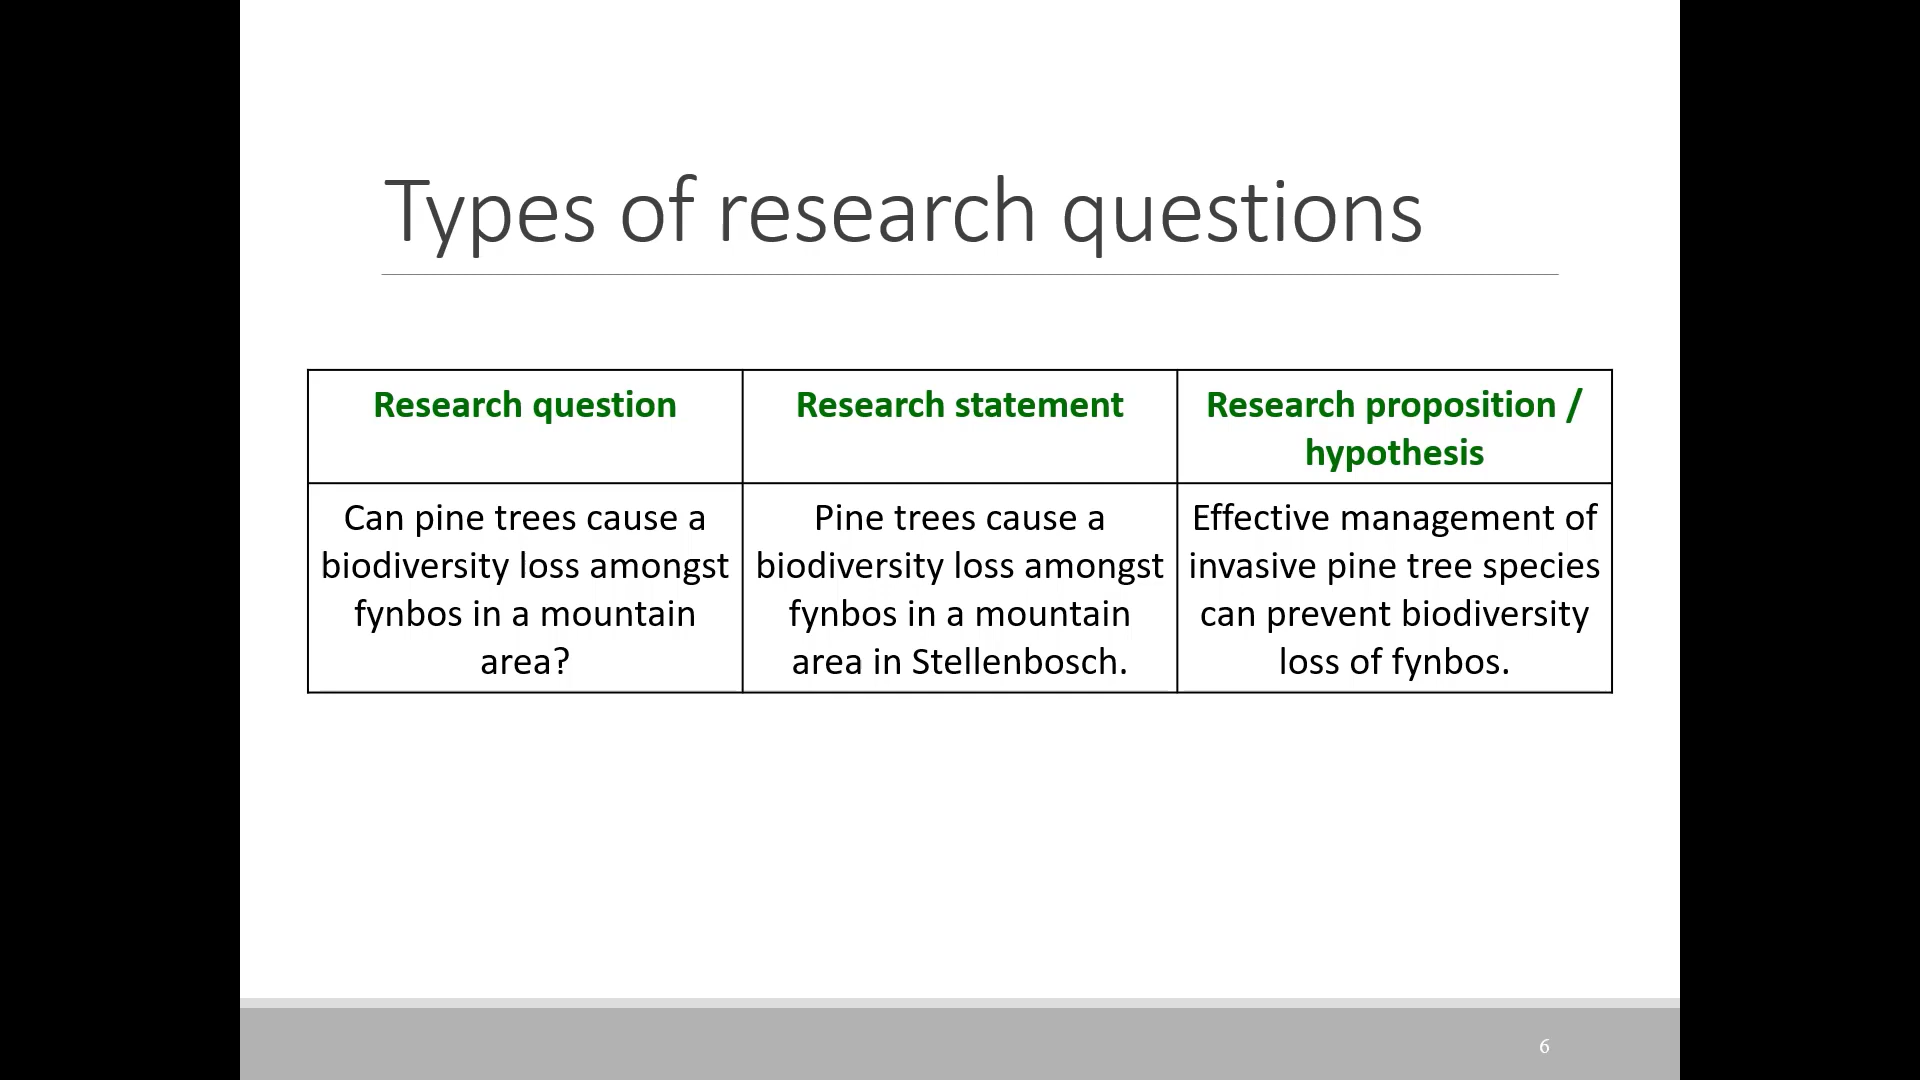 Types of research questions
Research question
Research statement
Research proposition /
hypothesis
Can pine trees cause a
biodiversity loss amongst
fynbos in a mountain
area?
Pine trees cause a
biodiversity loss amongst
fynbos in a mountain
area in Stellenbosch.
Effective management of
invasive pine tree species
can prevent biodiversity
loss of fynbos.
6